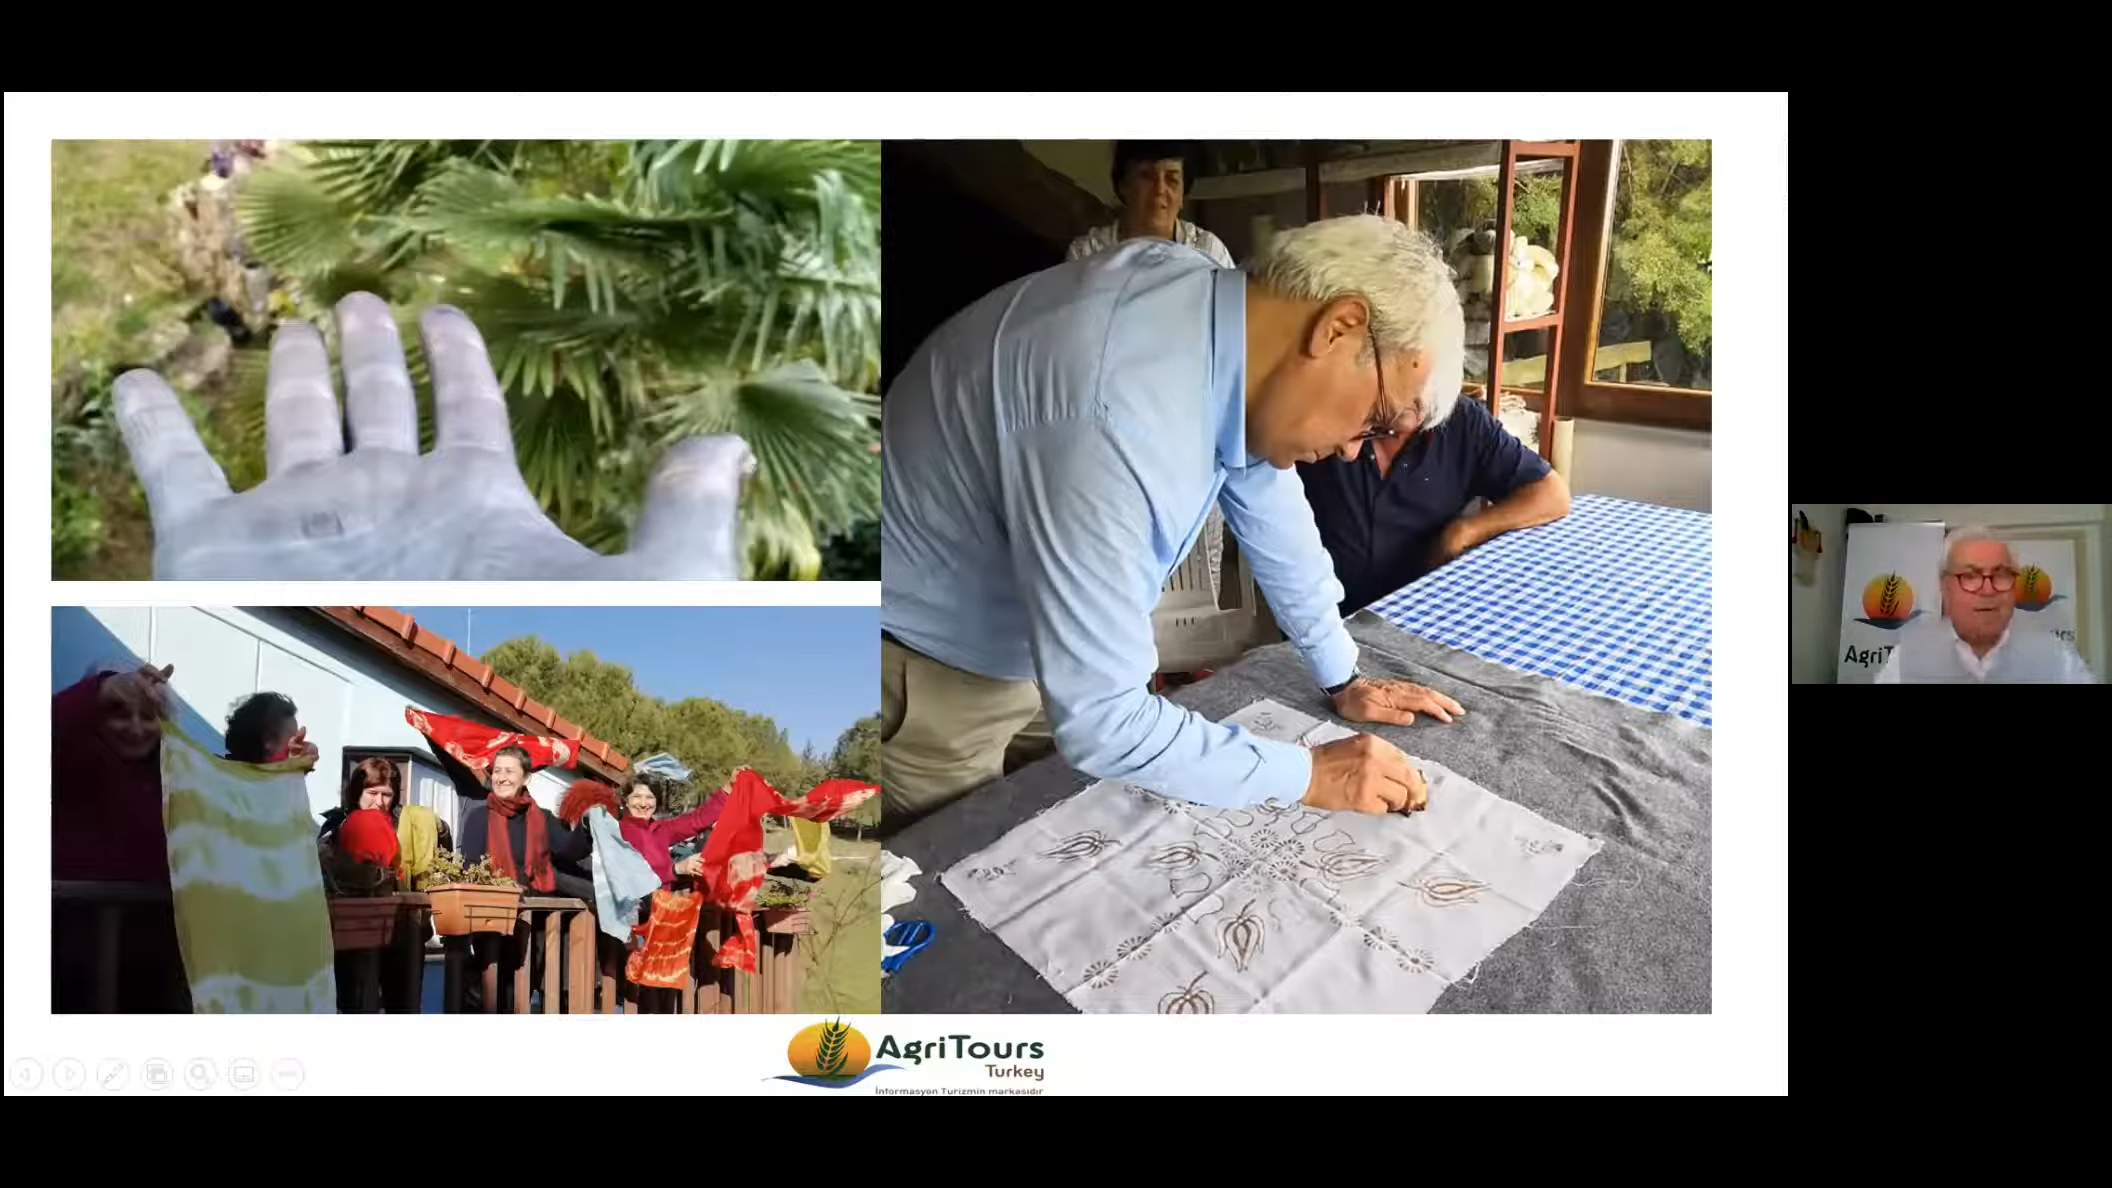 AgriTours
Turkey
İnformasyon Turizmin markasıdır
AgriT